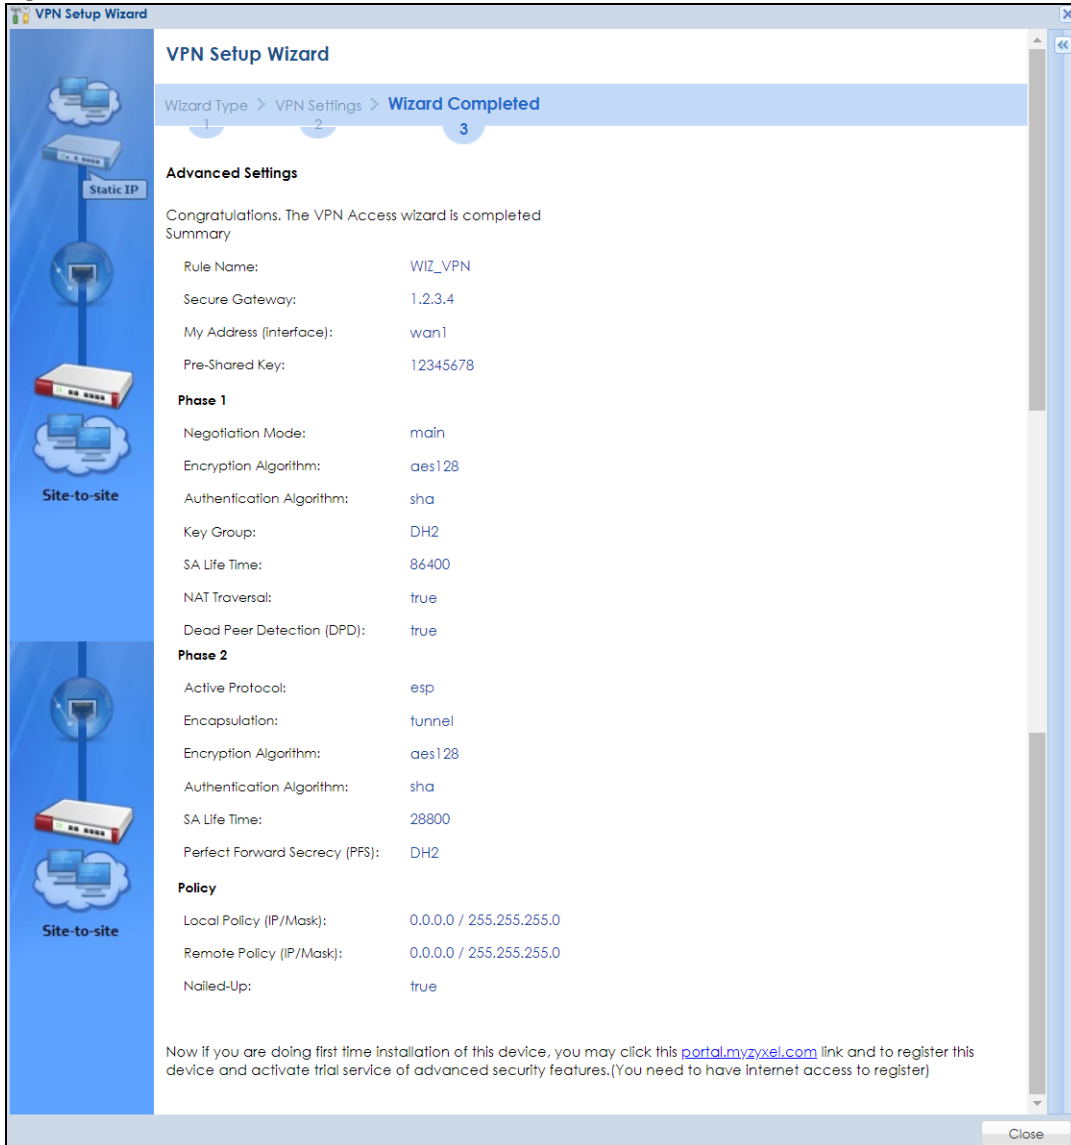 VPN Setup Wizard
VPN Setup Wizard
Wizard Type > VPN Settings > Wizard Completed
1 2 3
Static IP
Site-to-site
Site-to-site
Advanced Settings
Congratulations. The VPN Access wizard is completed
Summary
Rule Name: WIZ_VPN
Secure Gateway: 1.2.3.4
My Address (interface): wan1
Pre-Shared Key: 12345678
Phase 1
Negotiation Mode: main
Encryption Algorithm: aes128
Authentication Algorithm: sha
Key Group: DH2
SA Life Time: 86400
NAT Traversal: true
Dead Peer Detection (DPD): true
Phase 2
Active Protocol: esp
Encapsulation: tunnel
Encryption Algorithm: aes128
Authentication Algorithm: sha
SA Life Time: 28800
Perfect Forward Secrecy (PFS): DH2
Policy
Local Policy (IP/Mask): 0.0.0.0 / 255.255.255.0
Remote Policy (IP/Mask): 0.0.0.0 / 255.255.255.0
Nailed-Up: true
Now if you are doing first time installation of this device, you may click this portal.myzyxel.com link and to register this
device and activate trial service of advanced security features.(You need to have internet access to register)
Close